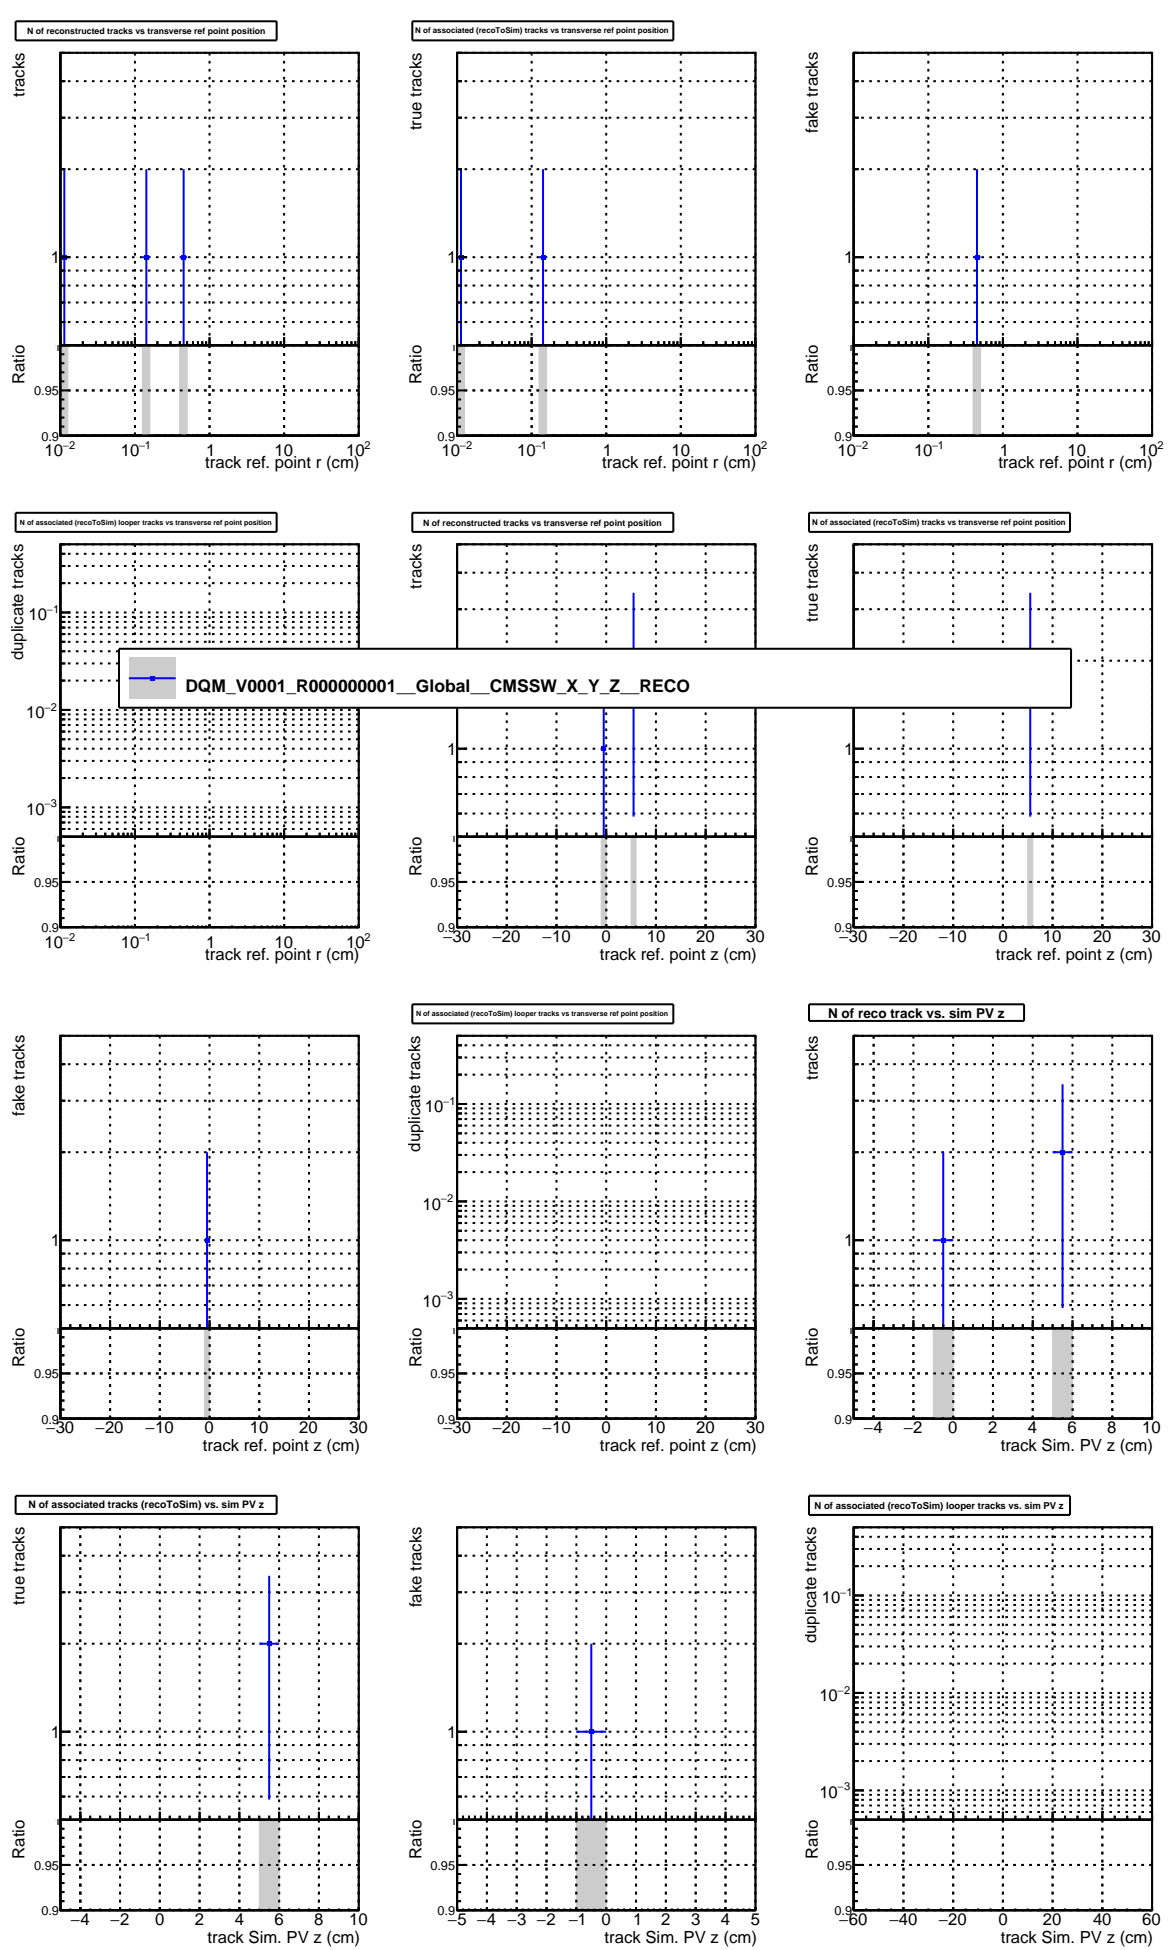 N of reconstructed tracks vs transverse ref point position
tracks
1
Ratio
0.95
0.9
10−2 10−1 1 10 102
track ref. point r (cm)
N of associated (recoToSim) tracks vs transverse ref point position
true tracks
1
Ratio
0.95
0.9
10−2 10−1 1 10 102
track ref. point r (cm)
fake tracks
1
Ratio
0.95
0.9
10−2 10−1 1 10 102
track ref. point r (cm)
N of associated (recoToSim) looper tracks vs transverse ref point position
duplicate tracks
10−1
10−2
10−3
Ratio
0.95
0.9
10−2 10−1 1 10 102
track ref. point r (cm)
N of reconstructed tracks vs transverse ref point position
tracks
1
Ratio
0.95
0.9
−30 −20 −10 0 10 20 30
track ref. point z (cm)
N of associated (recoToSim) tracks vs transverse ref point position
true tracks
1
Ratio
0.95
0.9
−30 −20 −10 0 10 20 30
track ref. point z (cm)
DQM_V0001_R000000001__Global__CMSSW_X_Y_Z__RECO
fake tracks
1
Ratio
0.95
0.9
−30 −20 −10 0 10 20 30
track ref. point z (cm)
N of associated (recoToSim) looper tracks vs transverse ref point position
duplicate tracks
10−1
10−2
10−3
Ratio
0.95
0.9
−30 −20 −10 0 10 20 30
track ref. point z (cm)
N of reco track vs. sim PV z
tracks
1
Ratio
0.95
0.9
−4 −2 0 2 4 6 8 10
track Sim. PV z (cm)
N of associated tracks (recoToSim) vs. sim PV z
true tracks
1
Ratio
0.95
0.9
−4 −2 0 2 4 6 8 10
track Sim. PV z (cm)
fake tracks
1
Ratio
0.95
0.9
−5 −4 −3 −2 −1 0 1 2 3 4 5
track Sim. PV z (cm)
N of associated (recoToSim) looper tracks vs. sim PV z
duplicate tracks
10−1
10−2
10−3
Ratio
0.95
0.9
−60 −40 −20 0 20 40 60
track Sim. PV z (cm)